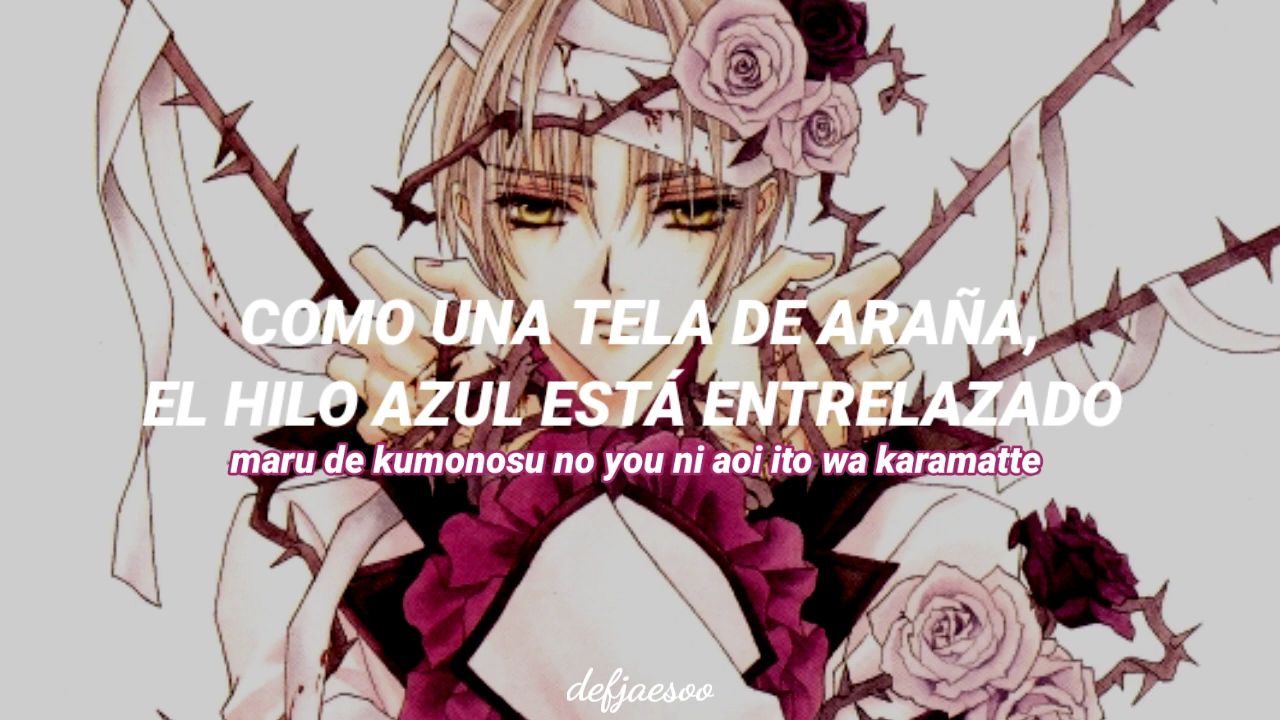 COMO UNA TELA DE ARAÑA,
EL HILO AZUL ESTÁ ENTRELAZADO
maru de kumonosu no you ni aoi ito wa karamatte
defjaesoo